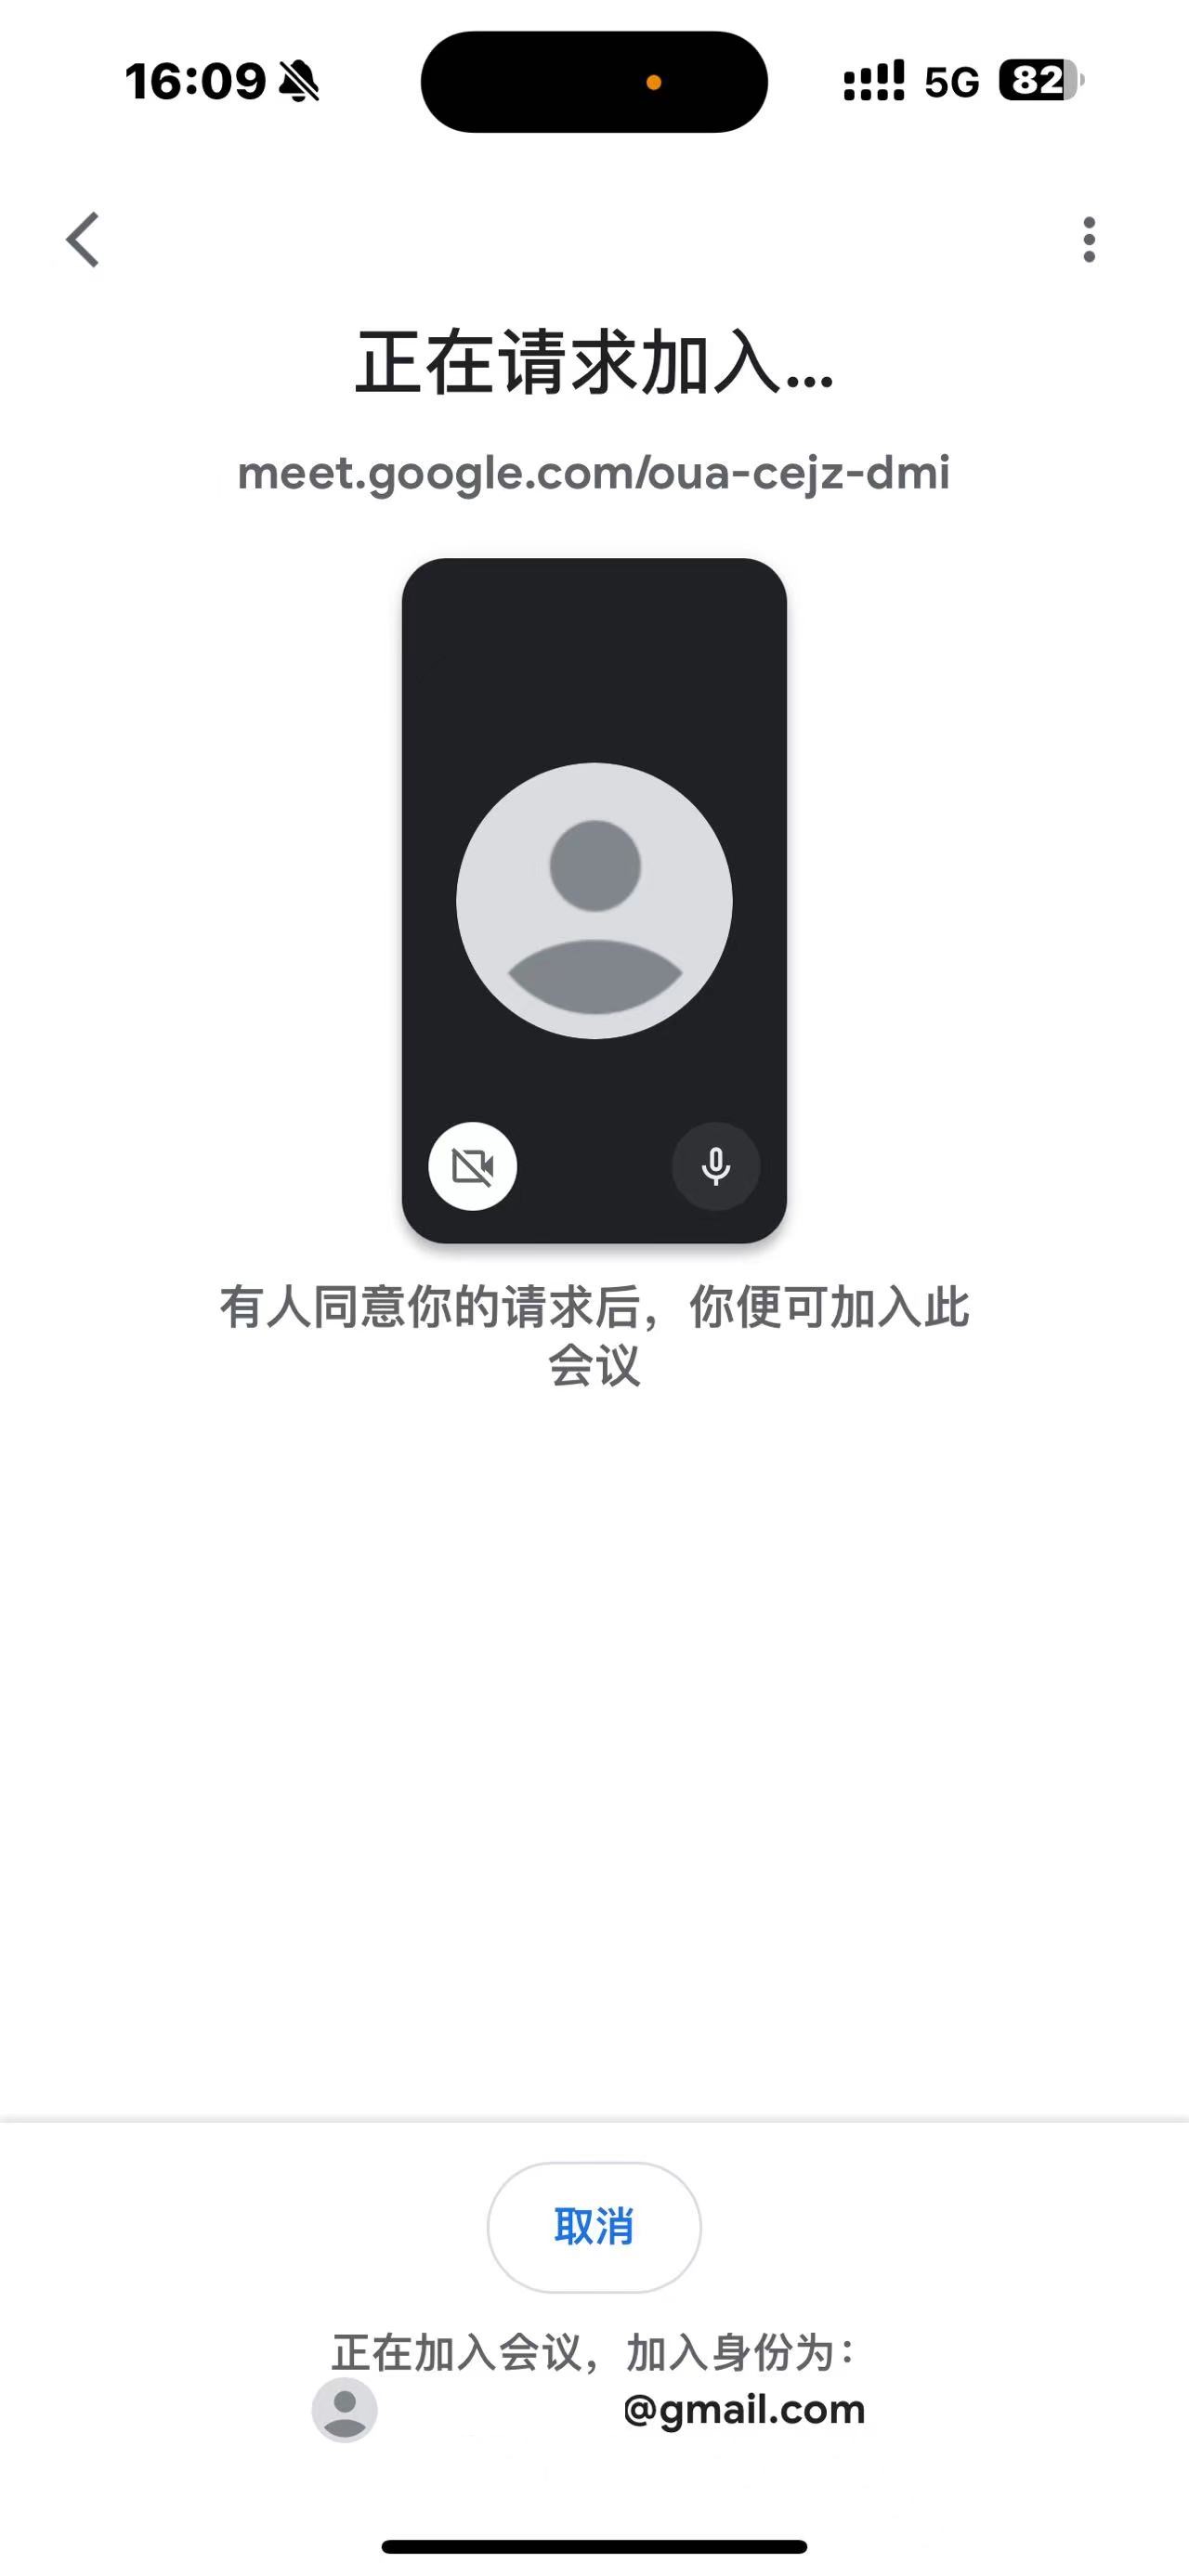 16:09
5G
82
正在请求加入...
meet.google.com/oua-cejz-dmi
有人同意你的请求后，你便可加入此
会议
取消
正在加入会议，加入身份为：
@gmail.com